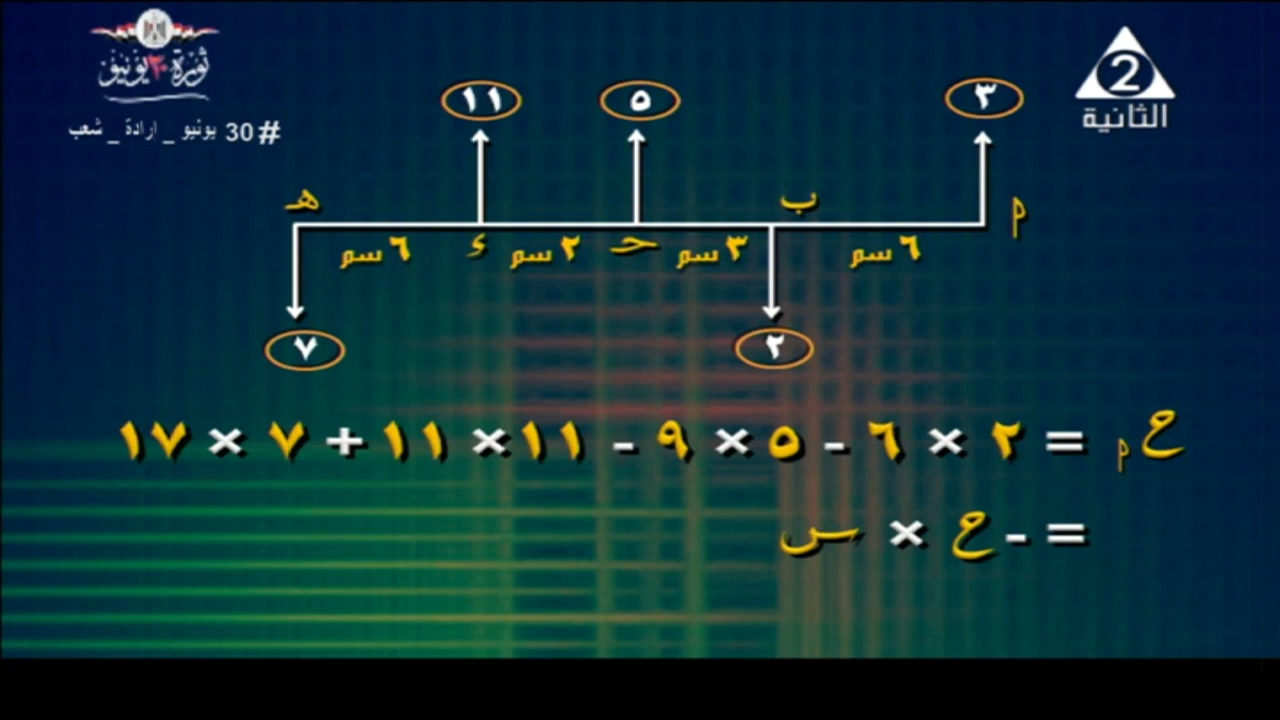 ثورة ٣٠ يونيو
#30 يونيو _ ارادة _ شعب
2
الثانية
٣ ٥ ١١
م ب هـ
٦ سم ٣ سم حـ ٢ سم ء ٦ سم
٢ ٧
ح م = ٢ × ٦ - ٥ × ٩ - ١١ × ١١ + ٧ × ١٧
= - ح × س